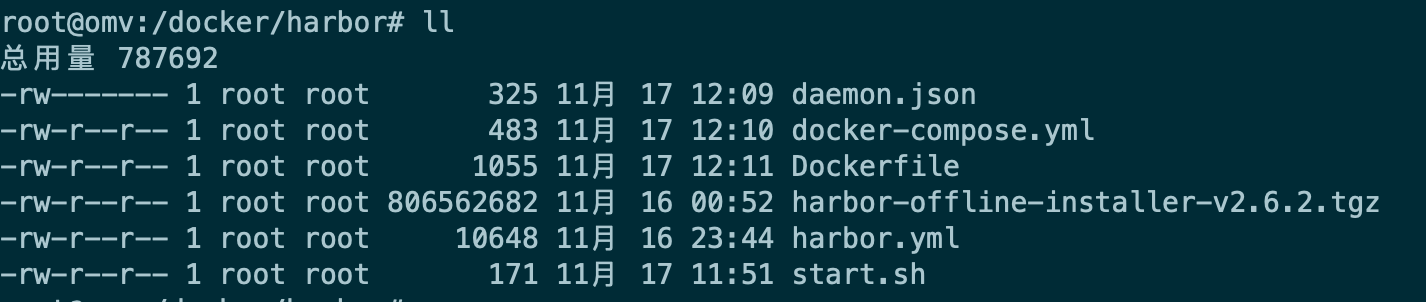 root@omv:/docker/harbor# ll
总用量 787692
-rw------- 1 root root       325 11月  17 12:09 daemon.json
-rw-r--r-- 1 root root       483 11月  17 12:10 docker-compose.yml
-rw-r--r-- 1 root root      1055 11月  17 12:11 Dockerfile
-rw-r--r-- 1 root root 806562682 11月  16 00:52 harbor-offline-installer-v2.6.2.tgz
-rw-r--r-- 1 root root     10648 11月  16 23:44 harbor.yml
-rw-r--r-- 1 root root       171 11月  17 11:51 start.sh